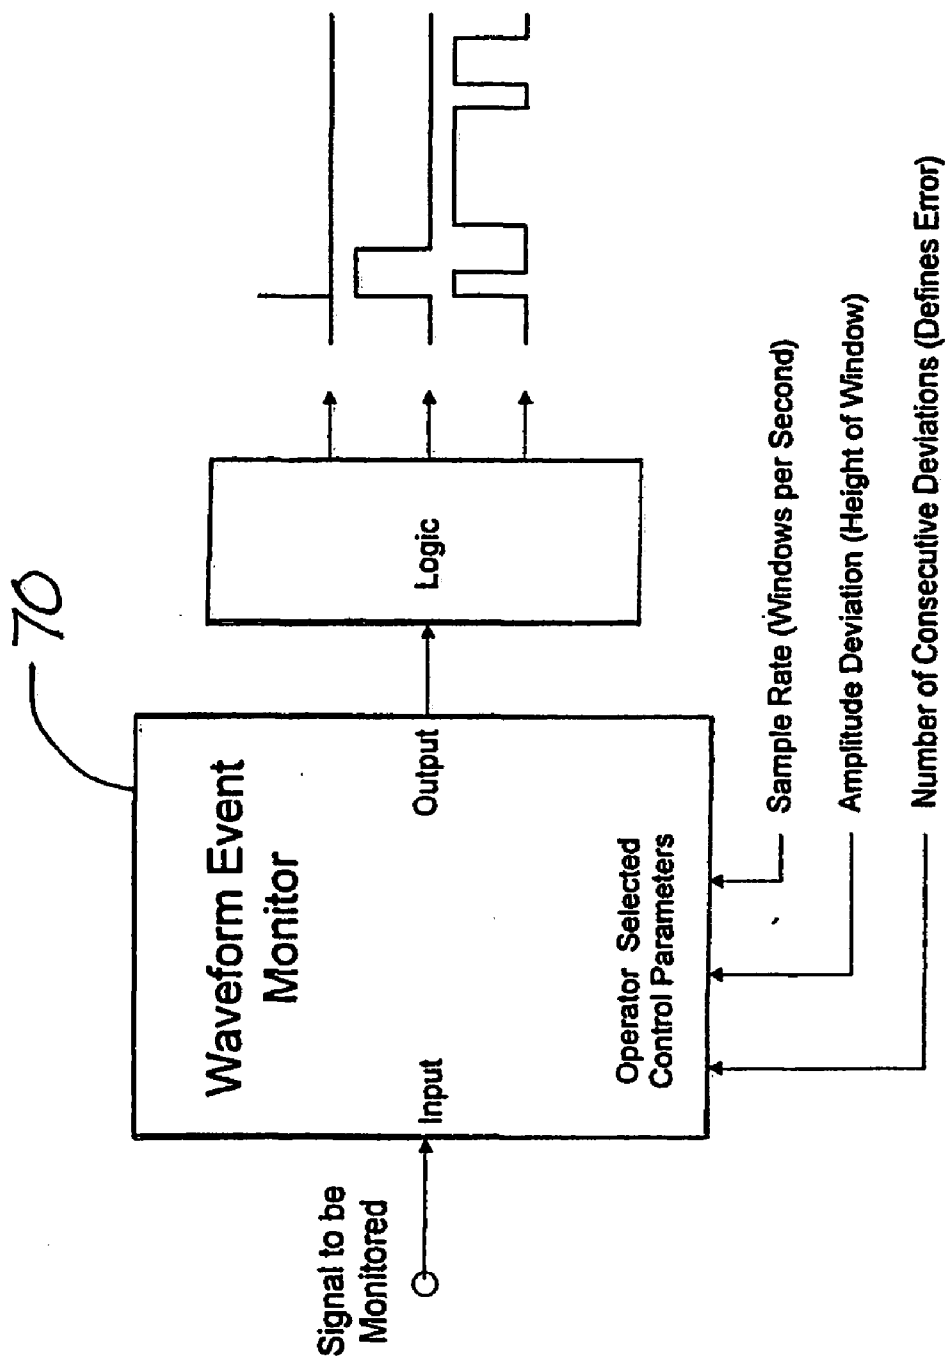 70
Waveform Event
Monitor
Signal to be
Monitored
Input
Output
Logic
Operator Selected
Control Parameters
Sample Rate (Windows per Second)
Amplitude Deviation (Height of Window)
Number of Consecutive Deviations (Defines Error)